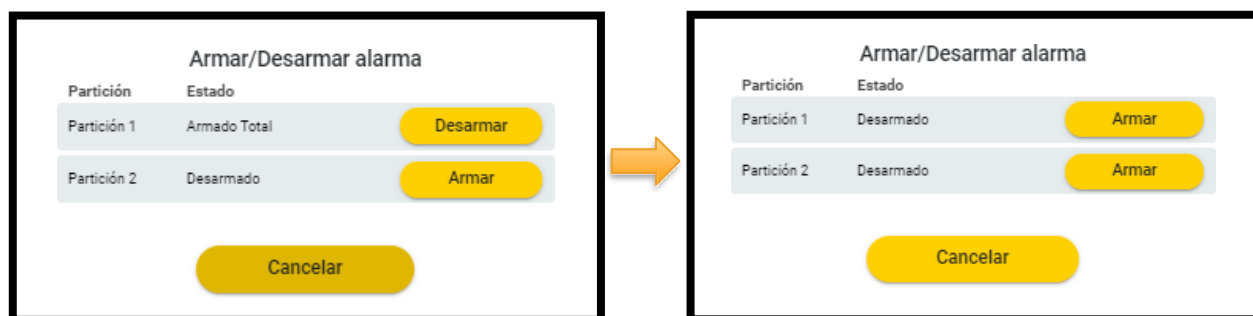 Armar/Desarmar alarma
Partición Estado
Partición 1 Armado Total Desarmar
Partición 2 Desarmado Armar
Cancelar
Armar/Desarmar alarma
Partición Estado
Partición 1 Desarmado Armar
Partición 2 Desarmado Armar
Cancelar